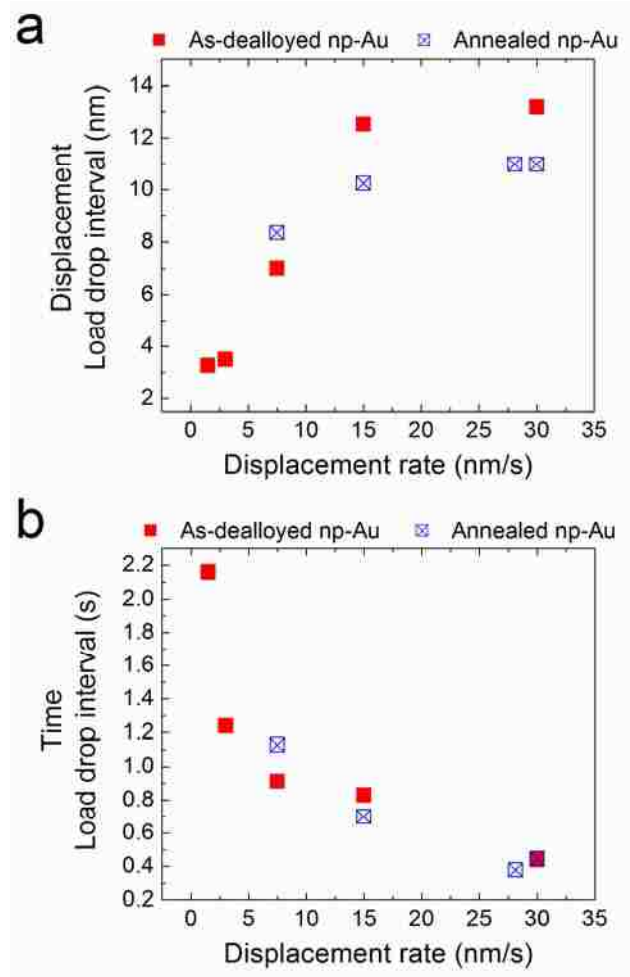 a
As-dealloyed np-Au Annealed np-Au
14
12
10
8
6
4
2
Displacement
Load drop interval (nm)
0 5 10 15 20 25 30 35
Displacement rate (nm/s)
b
As-dealloyed np-Au Annealed np-Au
2.2
2.0
1.8
1.6
1.4
1.2
1.0
0.8
0.6
0.4
0.2
Time
Load drop interval (s)
0 5 10 15 20 25 30 35
Displacement rate (nm/s)